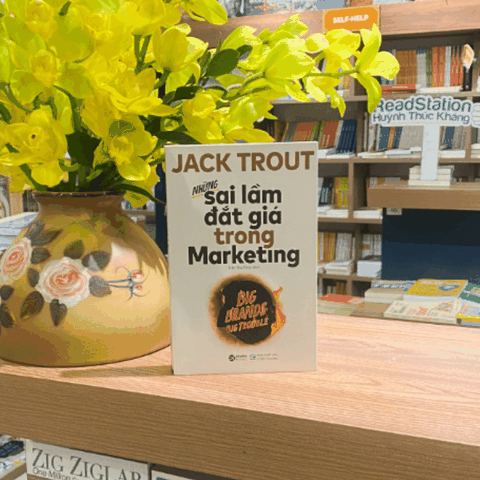 SELF-HELP
ReadStation
Huỳnh Thúc Kháng
JACK TROUT
NHỮNG
sai lầm
đắt giá
trong
Marketing
BIG
BRANDS
BIG TROUBLE
ZIG ZIGLAR